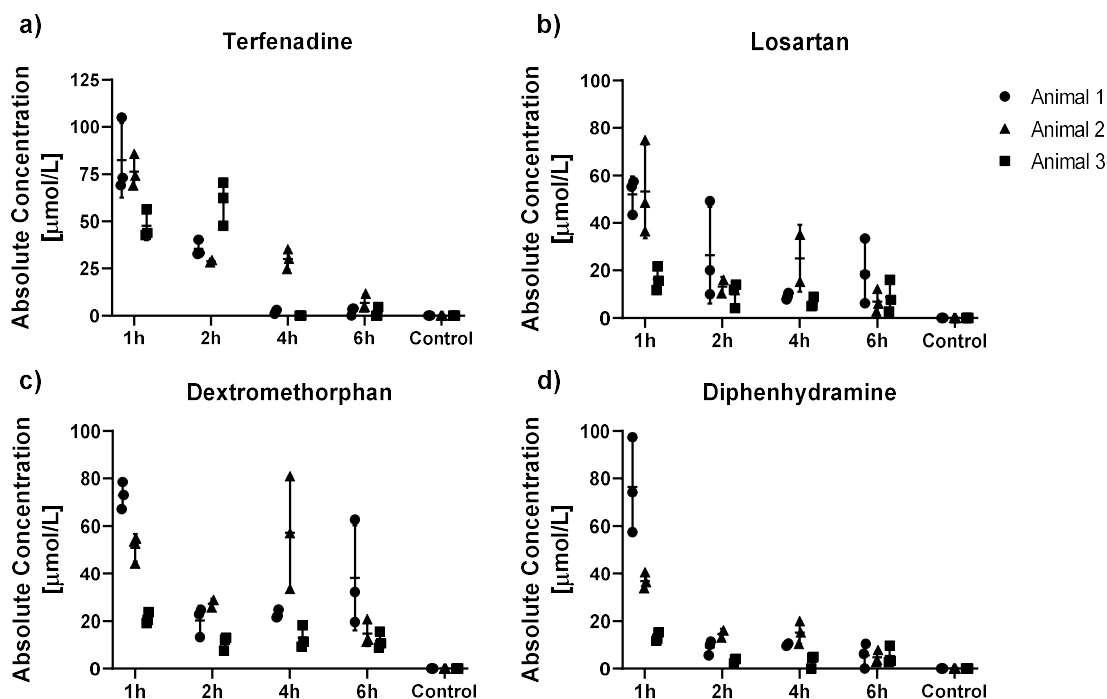 a)
Terfenadine
Absolute Concentration
[µmol/L]
125
100
75
50
25
0
1h 2h 4h 6h Control
b)
Losartan
Absolute Concentration
[µmol/L]
100
80
60
40
20
0
1h 2h 4h 6h Control
Animal 1
Animal 2
Animal 3
c)
Dextromethorphan
Absolute Concentration
[µmol/L]
100
80
60
40
20
0
1h 2h 4h 6h Control
d)
Diphenhydramine
Absolute Concentration
[µmol/L]
100
80
60
40
20
0
1h 2h 4h 6h Control